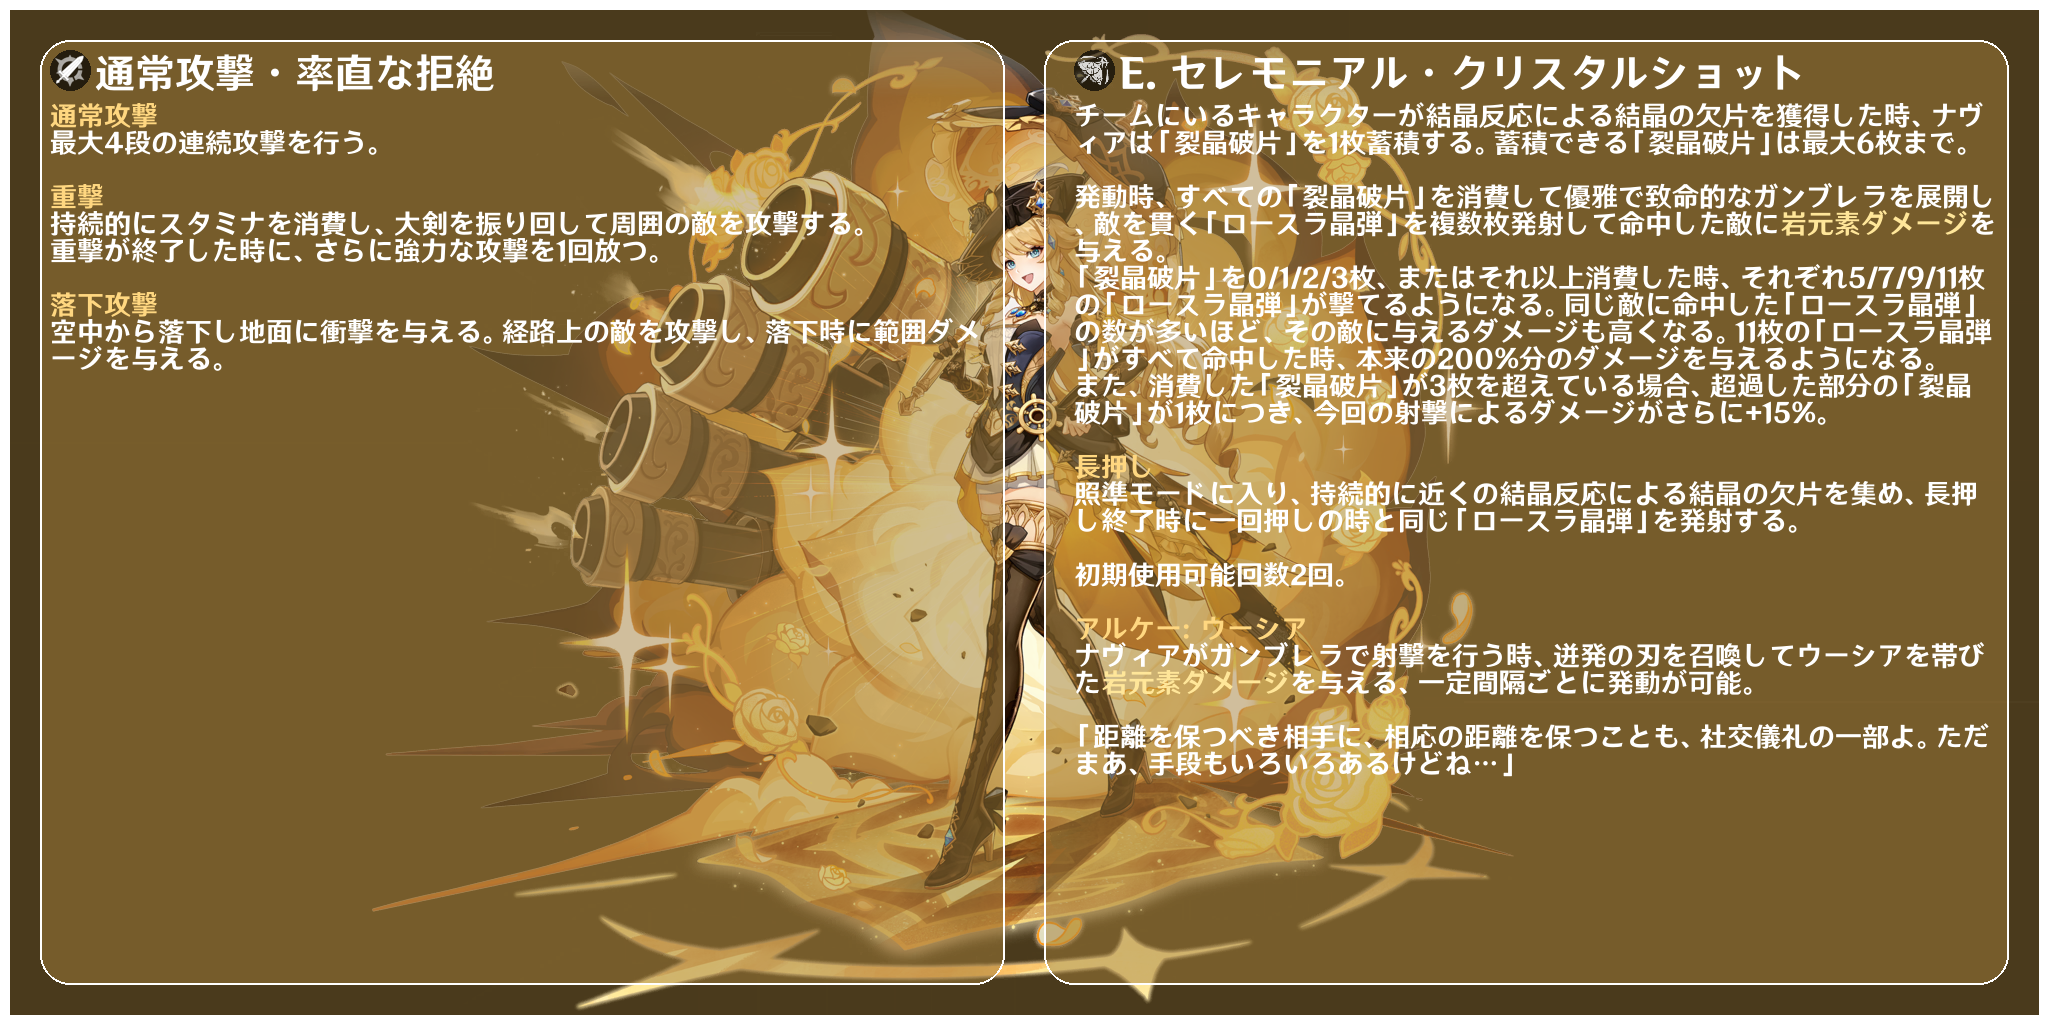 通常攻撃・率直な拒絶
通常攻撃
最大4段の連続攻撃を行う。
重撃
持続的にスタミナを消費し、大剣を振り回して周囲の敵を攻撃する。
重撃が終了した時に、さらに強力な攻撃を1回放つ。
落下攻撃
空中から落下し地面に衝撃を与える。経路上の敵を攻撃し、落下時に範囲ダメ
ージを与える。
E. セレモニアル・クリスタルショット
チームにいるキャラクターが結晶反応による結晶の欠片を獲得した時、ナヴ
ィアは「裂晶破片」を1枚蓄積する。蓄積できる「裂晶破片」は最大6枚まで。
発動時、すべての「裂晶破片」を消費して優雅で致命的なガンブレラを展開し
、敵を貫く「ロースラ晶弾」を複数枚発射して命中した敵に岩元素ダメージを
与える。
「裂晶破片」を0/1/2/3枚、またはそれ以上消費した時、それぞれ5/7/9/11枚
の「ロースラ晶弾」が撃てるようになる。同じ敵に命中した「ロースラ晶弾」
の数が多いほど、その敵に与えるダメージも高くなる。11枚の「ロースラ晶弾
」がすべて命中した時、本来の200%分のダメージを与えるようになる。
また、消費した「裂晶破片」が3枚を超えている場合、超過した部分の「裂晶
破片」が1枚につき、今回の射撃によるダメージがさらに+15%。
長押し
照準モードに入り、持続的に近くの結晶反応による結晶の欠片を集め、長押
し終了時に一回押しの時と同じ「ロースラ晶弾」を発射する。
初期使用可能回数2回。
アルケー: ウーシア
ナヴィアがガンブレラで射撃を行う時、迸発の刃を召喚してウーシアを帯び
た岩元素ダメージを与える、一定間隔ごとに発動が可能。
「距離を保つべき相手に、相応の距離を保つことも、社交儀礼の一部よ。ただ
まあ、手段もいろいろあるけどね…」